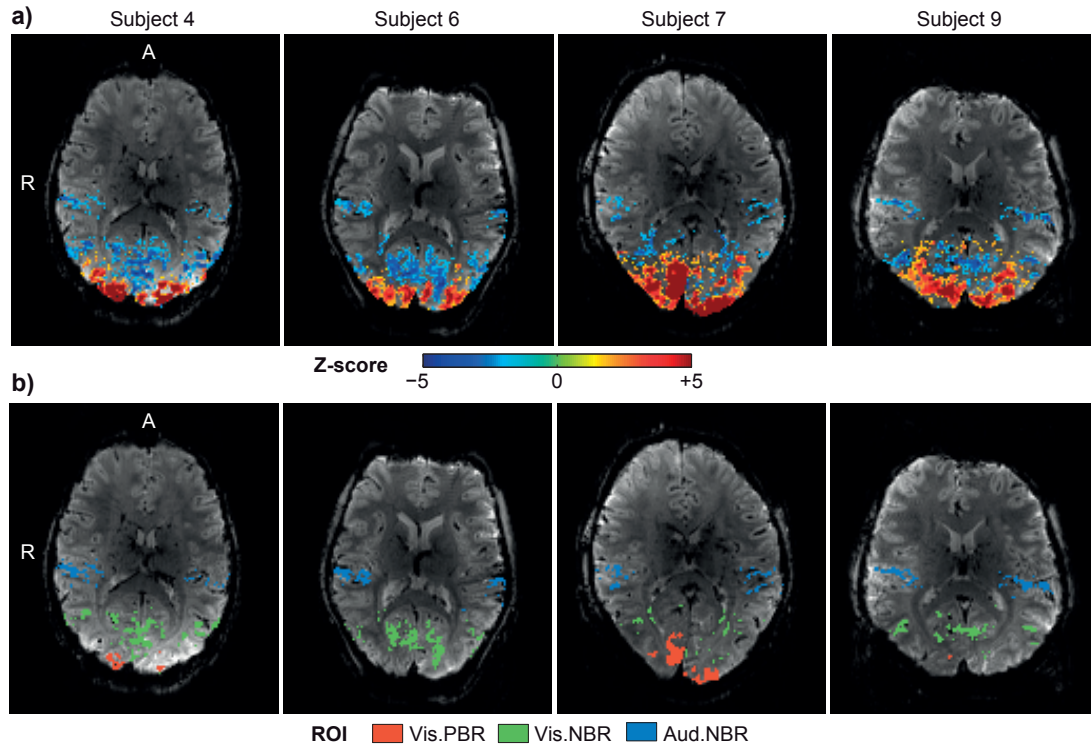 a)
Subject 4
Subject 6
Subject 7
Subject 9
A
R
Z-score
−5
0
+5
b)
A
R
ROI Vis.PBR Vis.NBR Aud.NBR